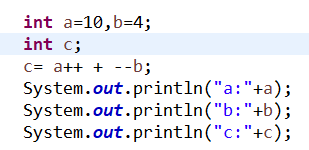 int a=10,b=4;
int c;
c= a++ + --b;
System.out.println("a:"+a);
System.out.println("b:"+b);
System.out.println("c:"+c);